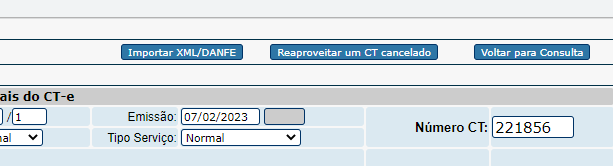 Importar XML/DANFE Reaproveitar um CT cancelado Voltar para Consulta
ais do CT-e
/ 1 Emissão: 07/02/2023 Número CT: 221856
nal Tipo Serviço: Normal